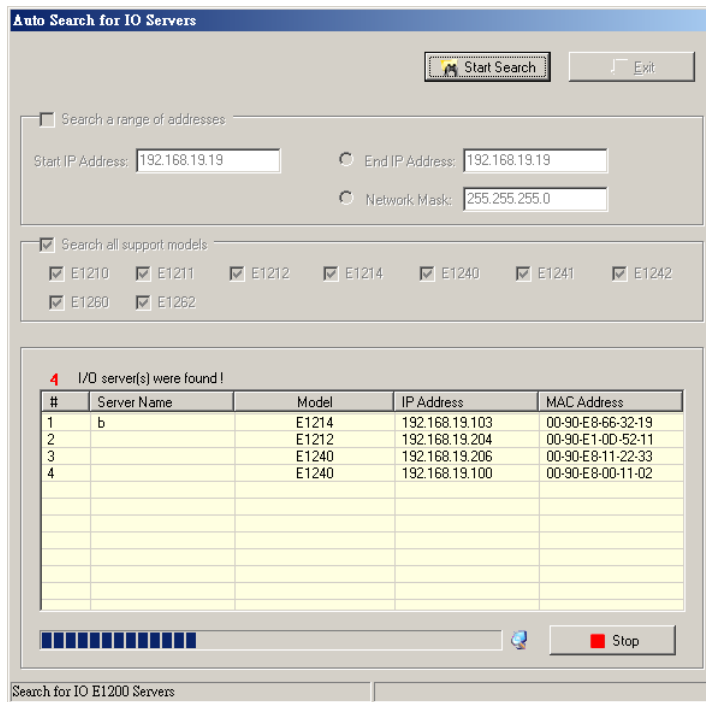 Auto Search for IO Servers
Start Search Exit
Search a range of addresses
Start IP Address: 192.168.19.19 End IP Address: 192.168.19.19
Network Mask: 255.255.255.0
Search all support models
E1210 E1211 E1212 E1214 E1240 E1241 E1242
E1260 E1262
4 I/O server(s) were found !
# Server Name Model IP Address MAC Address
1 b E1214 192.168.19.103 00-90-E8-66-32-19
2 E1212 192.168.19.204 00-90-E1-0D-52-11
3 E1240 192.168.19.206 00-90-E8-11-22-33
4 E1240 192.168.19.100 00-90-E8-00-11-02
Stop
Search for IO E1200 Servers